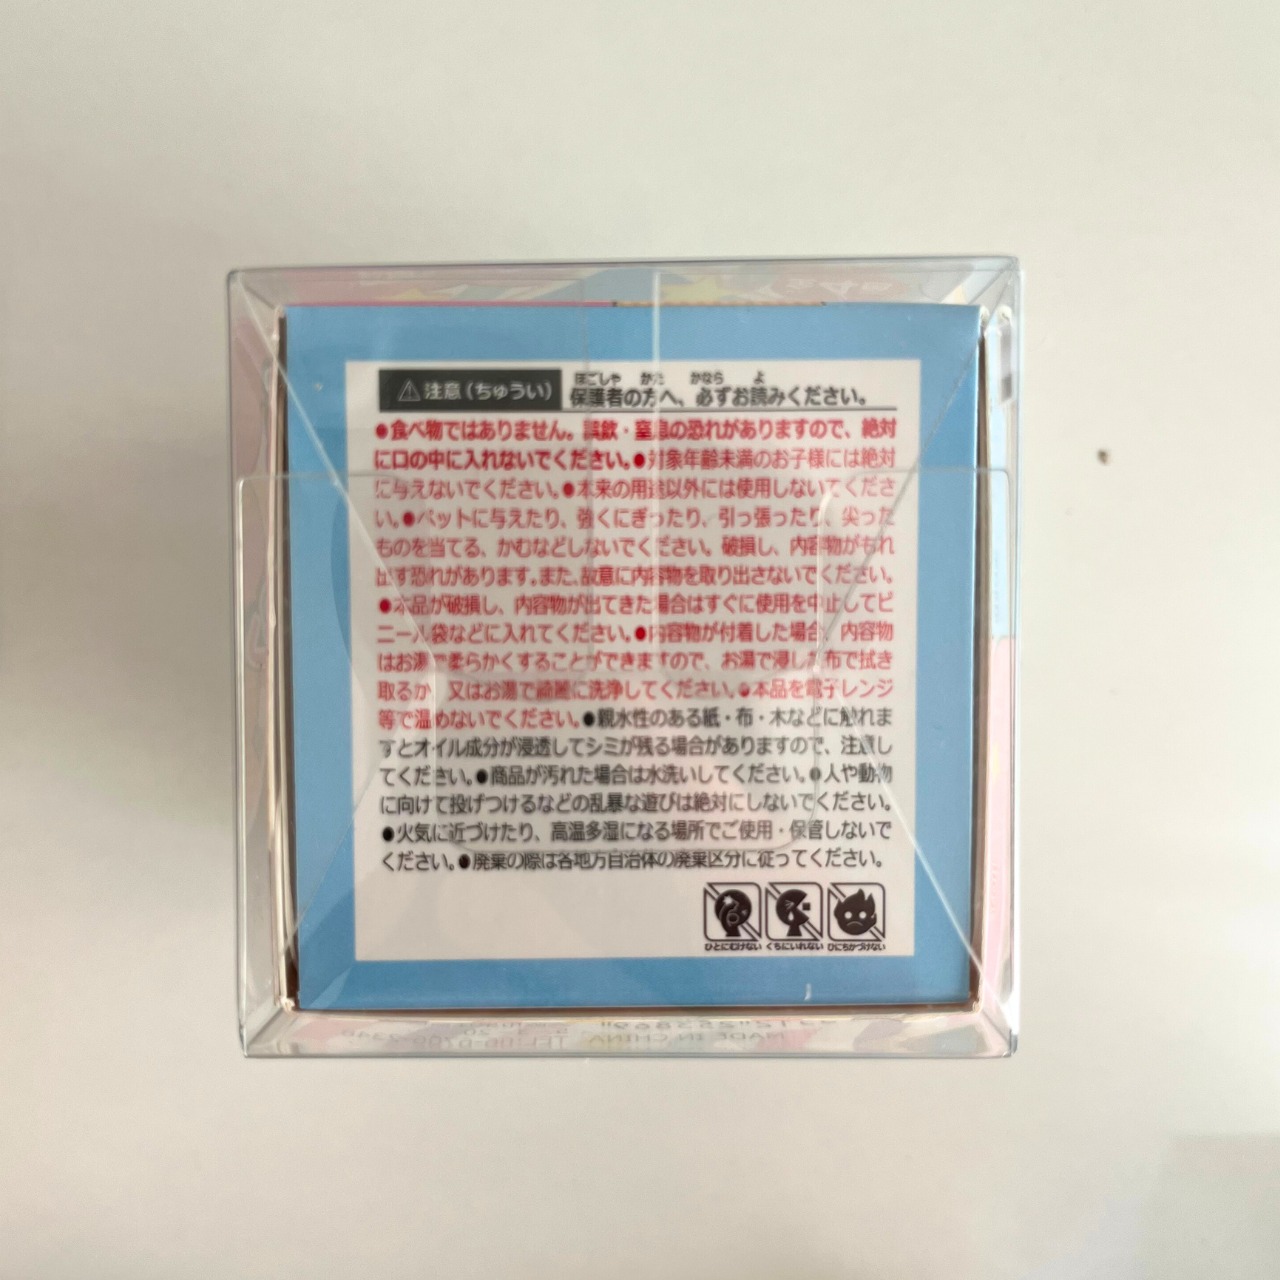 ⚠注意(ちゅうい) 保護者の方へ、必ずお読みください。
ほごしゃ かた かなら よ
●食べ物ではありません。誤飲・窒息の恐れがありますので、絶対
に口の中に入れないでください。●対象年齢未満のお子様には絶対
に与えないでください。●本来の用途以外には使用しないでくださ
い。●ペットに与えたり、強くにぎったり、引っ張ったり、尖った
ものを当てる、かむなどしないでください。破損し、内容物がもれ
出す恐れがあります。また、故意に内容物を取り出さないでください。
●本品が破損し、内容物が出てきた場合はすぐに使用を中止してビ
ニール袋などに入れてください。●内容物が付着した場合、内容物
はお湯で柔らかくすることができますので、お湯で浸した布で拭き
取るか、又はお湯で綺麗に洗浄してください。●本品を電子レンジ
等で温めないでください。●親水性のある紙・布・木などに触れま
すとオイル成分が浸透してシミが残る場合がありますので、注意し
てください。●商品が汚れた場合は水洗いしてください。●人や動物
に向けて投げつけるなどの乱暴な遊びは絶対にしないでください。
●火気に近づけたり、高温多湿になる場所でご使用・保管しないで
ください。●廃棄の際は各地方自治体の廃棄区分に従ってください。
ひとにむけない くちにいれない ひにちかづけない
MADE IN CHINA